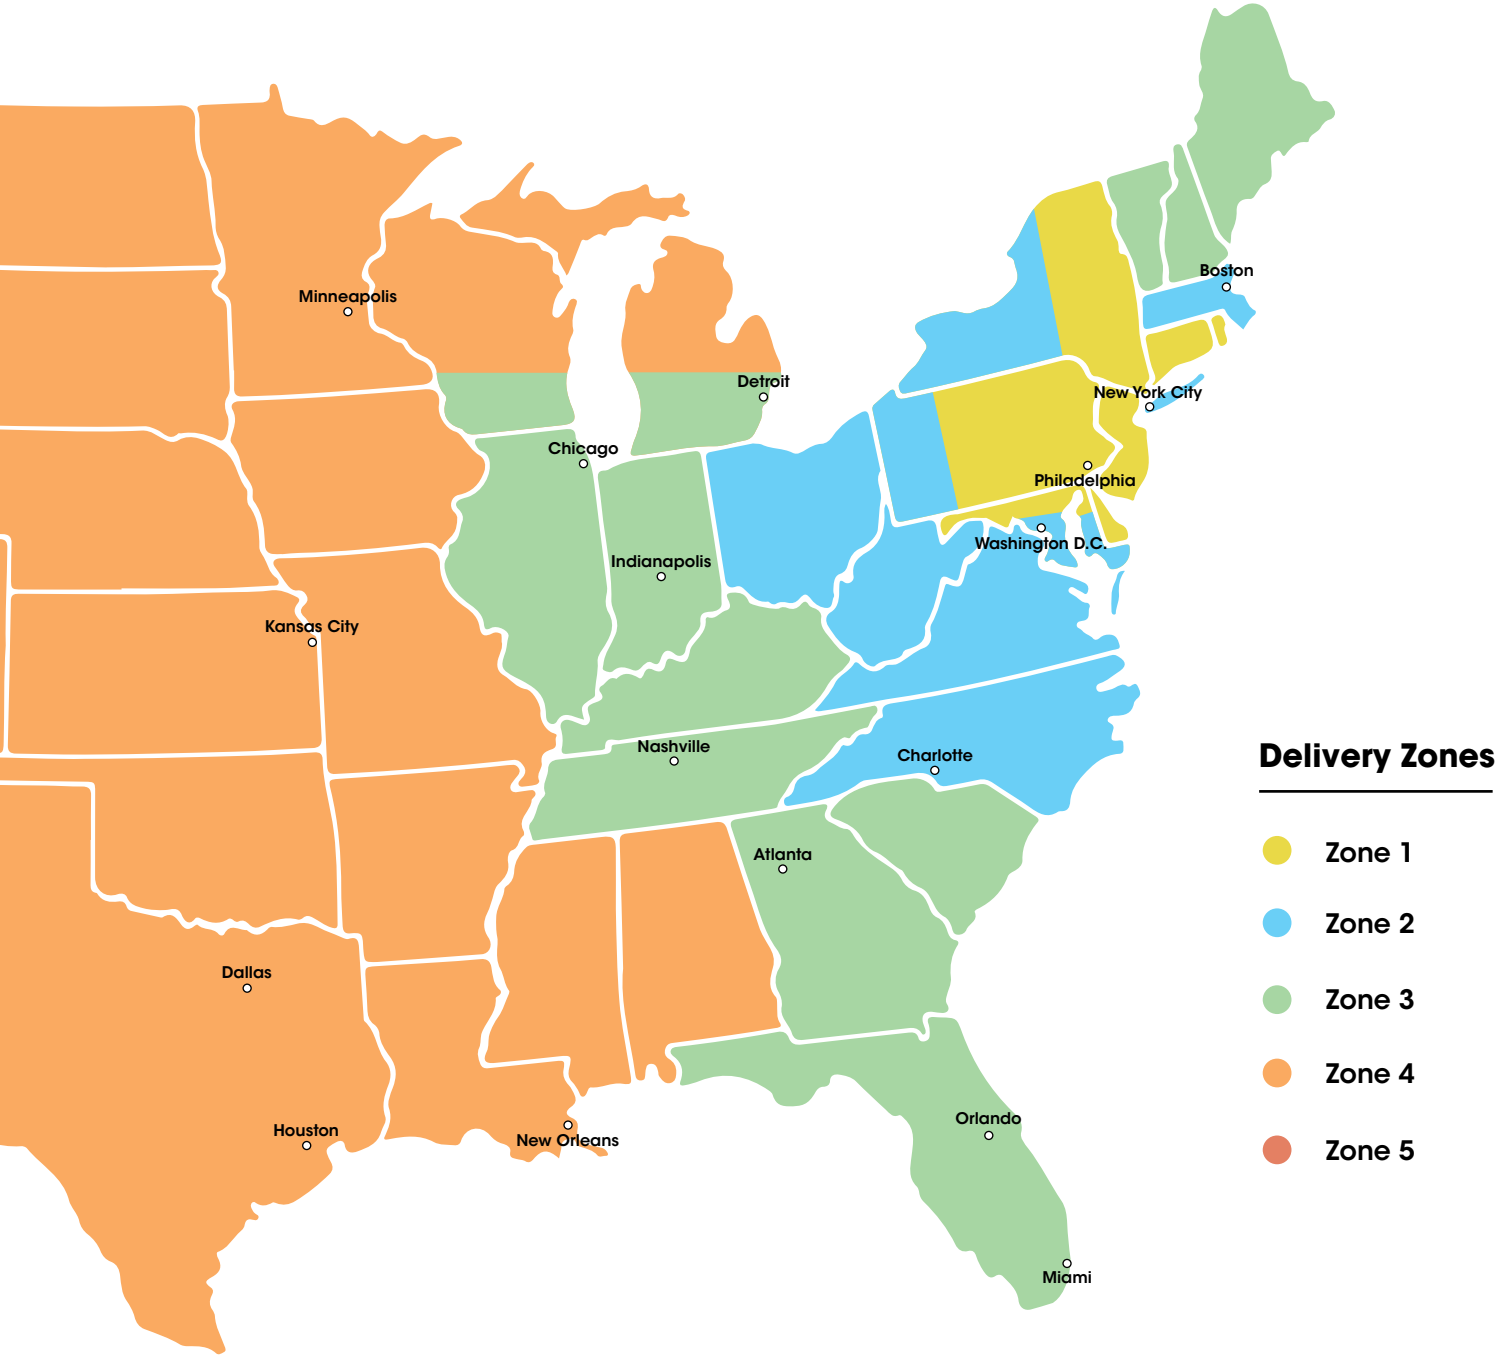 Boston
Minneapolis
Detroit
New York City
Chicago
Philadelphia
Washington D.C.
Indianapolis
Kansas City
Nashville
Charlotte
Atlanta
Dallas
Orlando
Houston
New Orleans
Miami
Delivery Zones
Zone 1
Zone 2
Zone 3
Zone 4
Zone 5